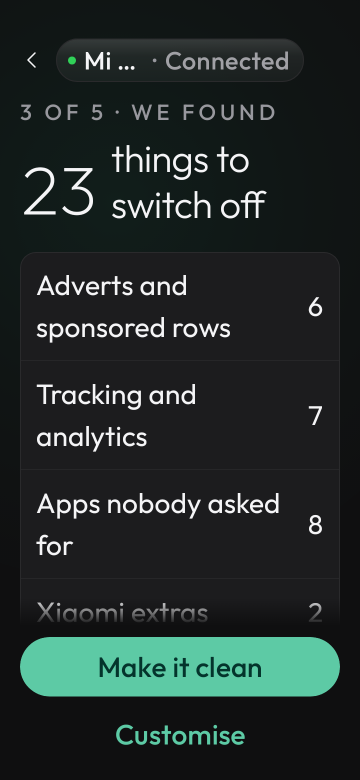 Mi ... · Connected
3 OF 5 · WE FOUND
23 things to
switch off
Adverts and
sponsored rows
6
Tracking and
analytics
7
Apps nobody asked
for
8
Xiaomi extras 2
Make it clean
Customise